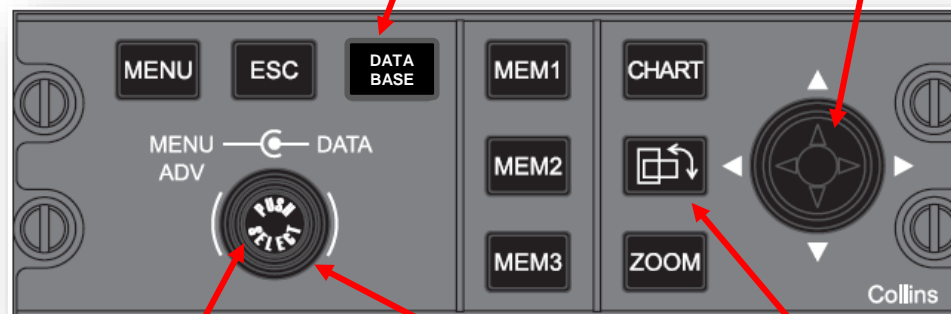 MENU
ESC
DATA
BASE
MEM1
CHART
MENU
DATA
ADV
MEM2
PUSH
SELECT
MEM3
ZOOM
Collins